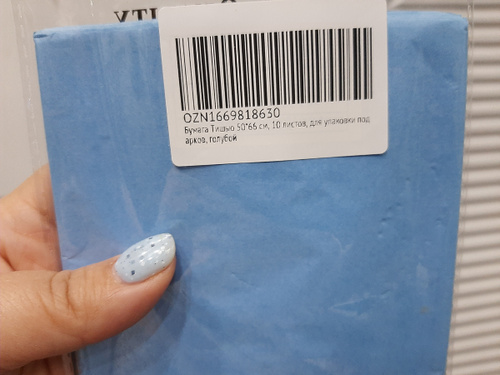 OZN1669818630
Бумага Тишью 50*66 см, 10 листов, для упаковки под
арков, голубой